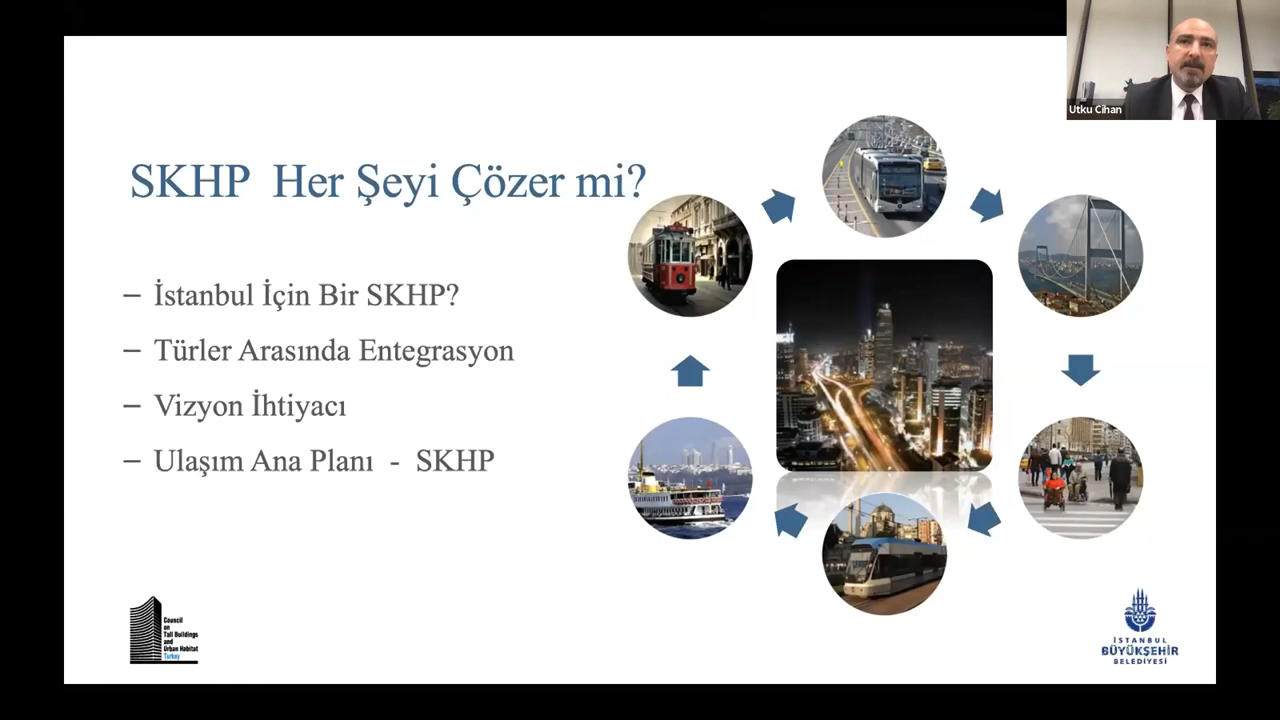 Utku Cihan
SKHP Her Şeyi Çözer mi?
– İstanbul İçin Bir SKHP?
– Türler Arasında Entegrasyon
– Vizyon İhtiyacı
– Ulaşım Ana Planı - SKHP
Council
on
Tall Buildings
and
Urban Habitat
Turkey
İSTANBUL
BÜYÜKŞEHİR
BELEDİYESİ